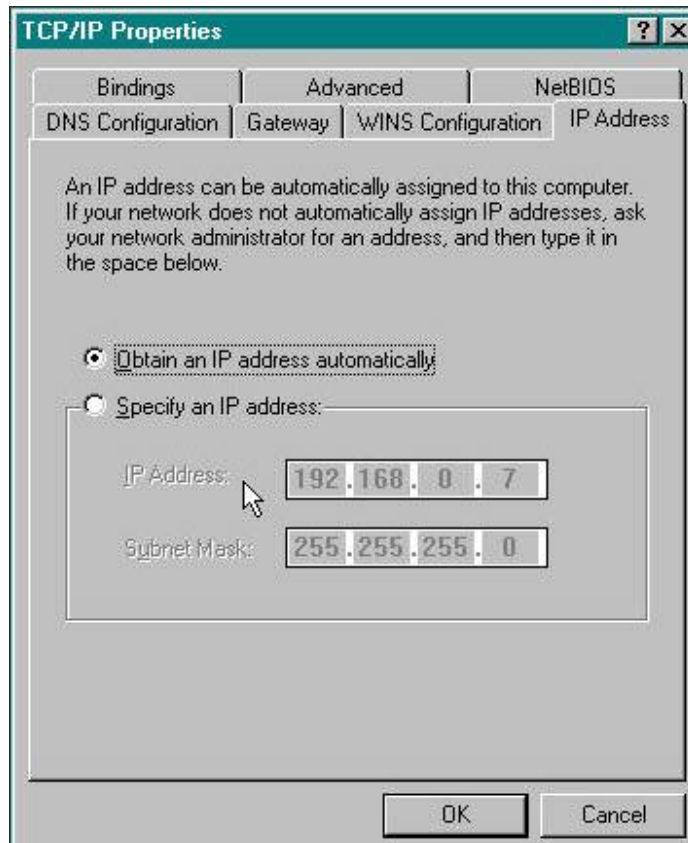 TCP/IP Properties
Bindings
Advanced
NetBIOS
DNS Configuration
Gateway
WINS Configuration
IP Address
An IP address can be automatically assigned to this computer.
If your network does not automatically assign IP addresses, ask
your network administrator for an address, and then type it in
the space below.
Obtain an IP address automatically
Specify an IP address:
IP Address:
192.168.0.7
Subnet Mask:
255.255.255.0
OK
Cancel